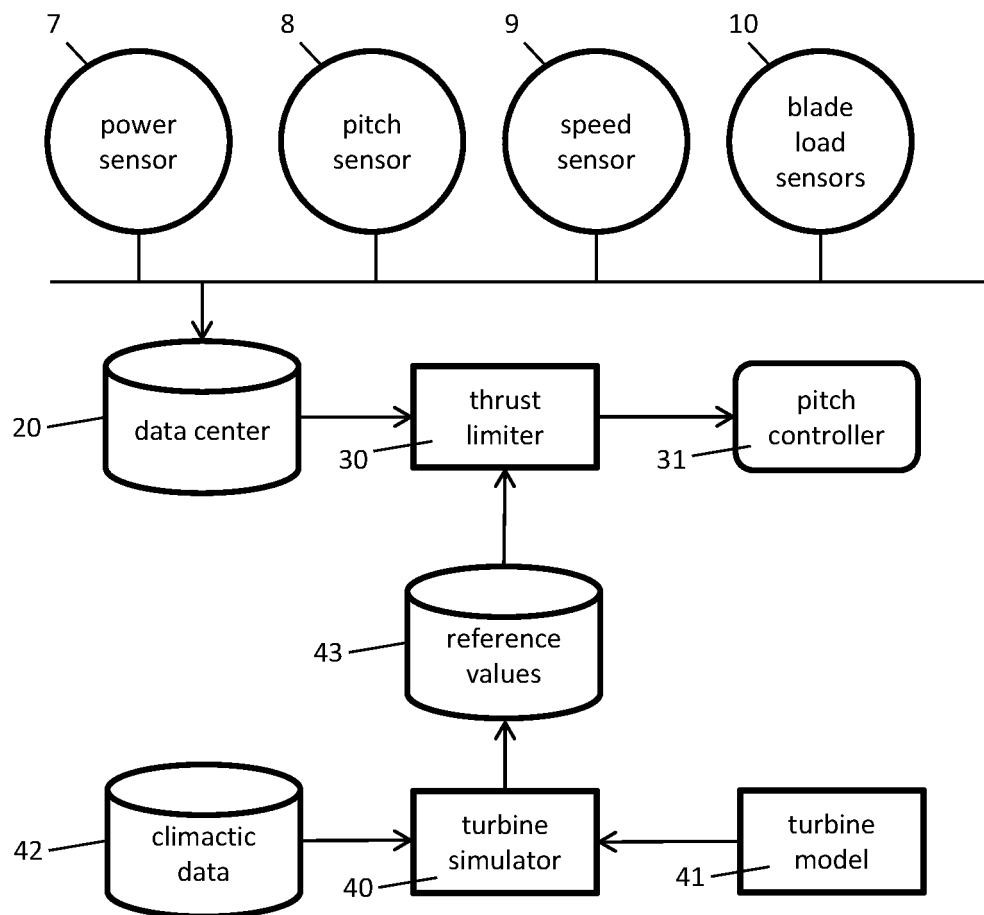 7
8
9
10
power
sensor
pitch
sensor
speed
sensor
blade
load
sensors
20
data center
thrust
limiter
30
pitch
controller
31
43
reference
values
42
climactic
data
turbine
simulator
40
turbine
model
41